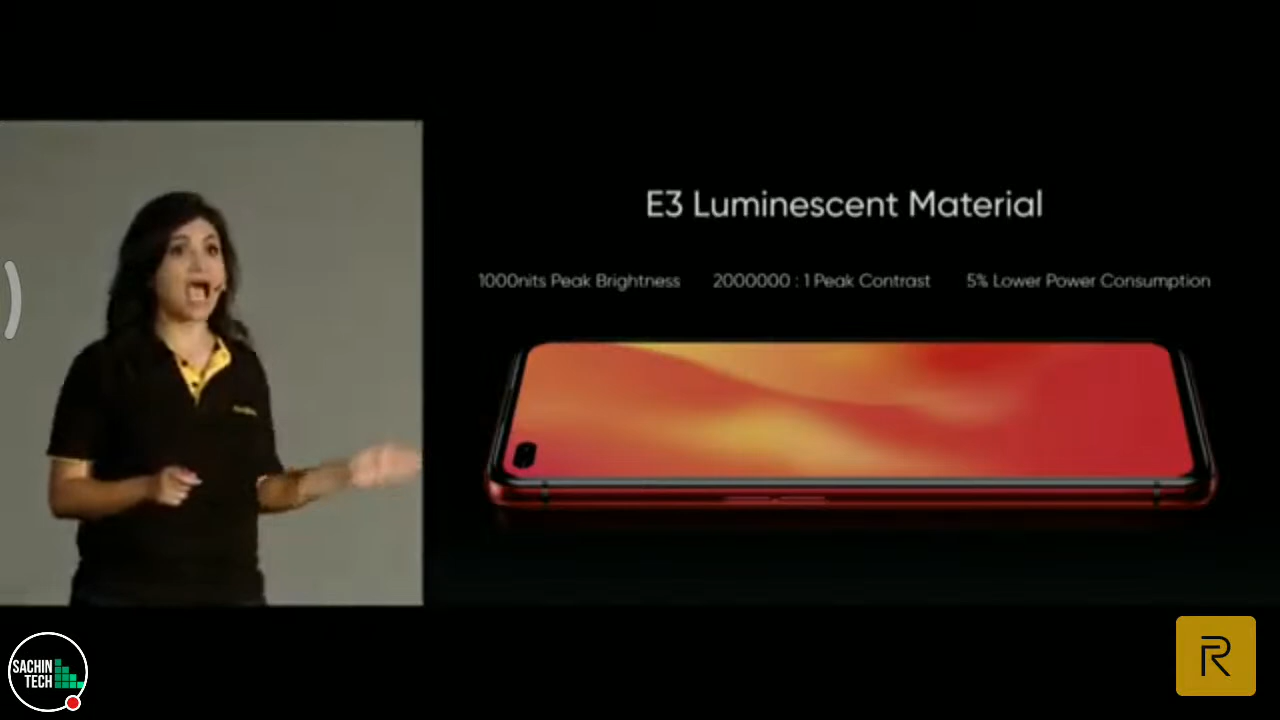 E3 Luminescent Material
1000nits Peak Brightness
2000000 : 1 Peak Contrast
5% Lower Power Consumption
SACHIN
TECH
R